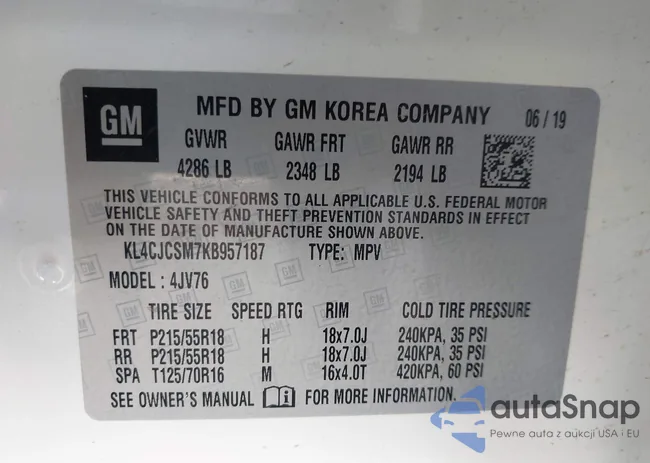 GM MFD BY GM KOREA COMPANY 06 / 19
GVWR GAWR FRT GAWR RR
4286 LB 2348 LB 2194 LB
THIS VEHICLE CONFORMS TO ALL APPLICABLE U.S. FEDERAL MOTOR
VEHICLE SAFETY AND THEFT PREVENTION STANDARDS IN EFFECT
ON THE DATE OF MANUFACTURE SHOWN ABOVE.
KL4CJCSM7KB957187 TYPE: MPV
MODEL : 4JV76
TIRE SIZE SPEED RTG RIM COLD TIRE PRESSURE
FRT P215/55R18 H 18x7.0J 240KPA, 35 PSI
RR P215/55R18 H 18x7.0J 240KPA, 35 PSI
SPA T125/70R16 M 16x4.0T 420KPA, 60 PSI
SEE OWNER'S MANUAL FOR MORE INFORMATION.
autaSnap
Pewne auta z aukcji USA i EU